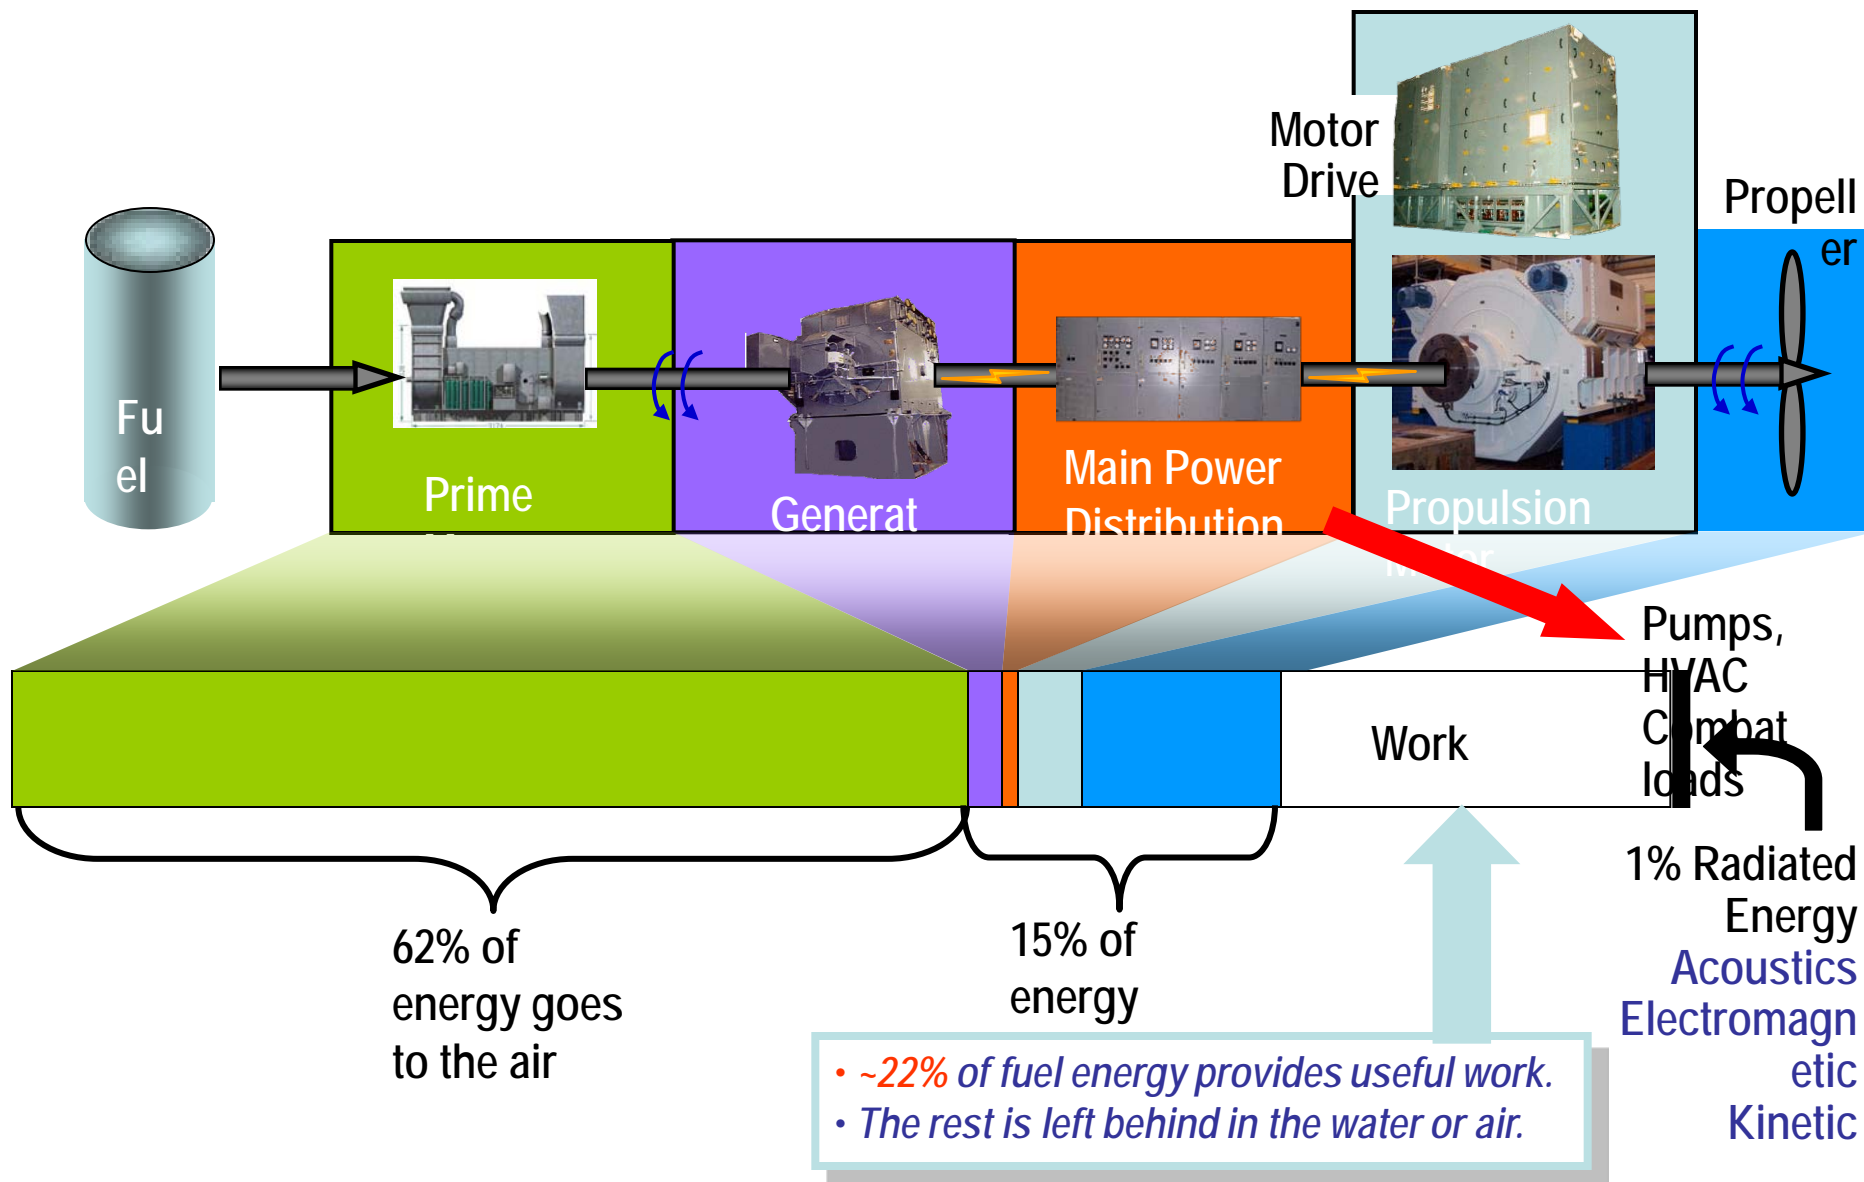 Motor
Drive
Propell
er
Fu
el
Prime
Generat
Main Power
Distribution
Propulsion
Motor
Pumps,
HVAC
Combat
loads
Work
62% of
energy goes
to the air
15% of
energy
1% Radiated
Energy
Acoustics
Electromagn
etic
Kinetic
• ~22% of fuel energy provides useful work.
• The rest is left behind in the water or air.